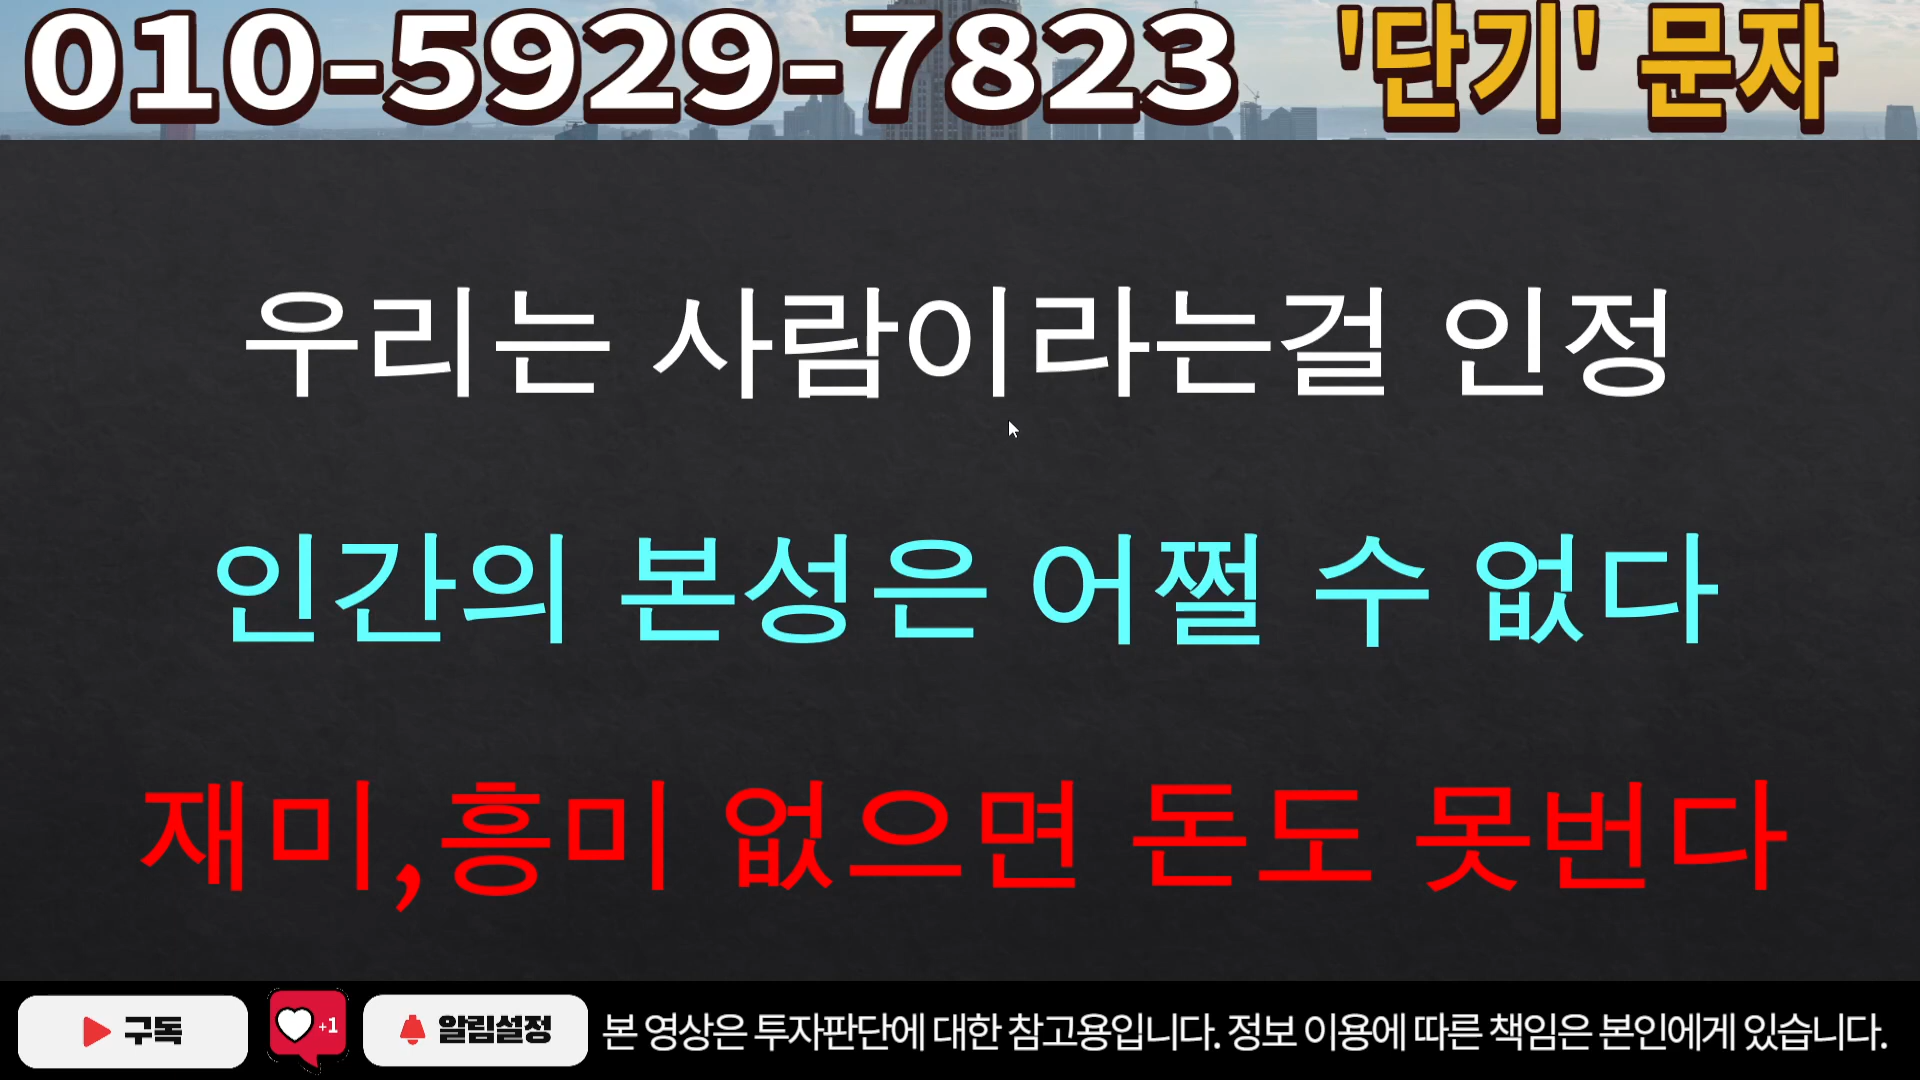 010-5929-7823 '단기' 문자
우리는 사람이라는걸 인정
인간의 본성은 어쩔 수 없다
재미,흥미 없으면 돈도 못번다
구독 +1 알림설정 본 영상은 투자판단에 대한 참고용입니다. 정보 이용에 따른 책임은 본인에게 있습니다.